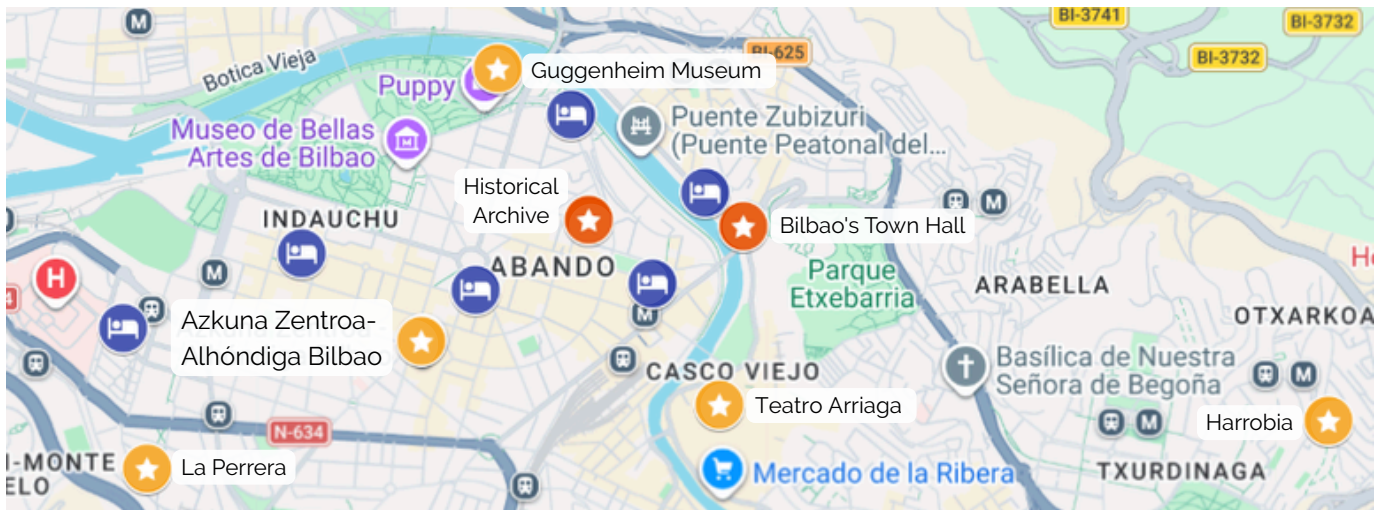 BI-3741
BI-3732
M
BI-625
BI-3732
Botica Vieja
Guggenheim Museum
Puppy
Puente Zubizuri
(Puente Peatonal del...
Museo de Bellas
Artes de Bilbao
M
Historical
Archive
M
INDAUCHU
Bilbao's Town Hall
ABANDO
M
H
Parque
Etxebarria
ARABELLA
4
Azkuna Zentroa-
Alhóndiga Bilbao
M
OTXARKOA
CASCO VIEJO
Basílica de Nuestra
Señora de Begoña
M
Teatro Arriaga
Harrobia
M
N-634
I-MONTE
ELO
La Perrera
Mercado de la Ribera
TXURDINAGA